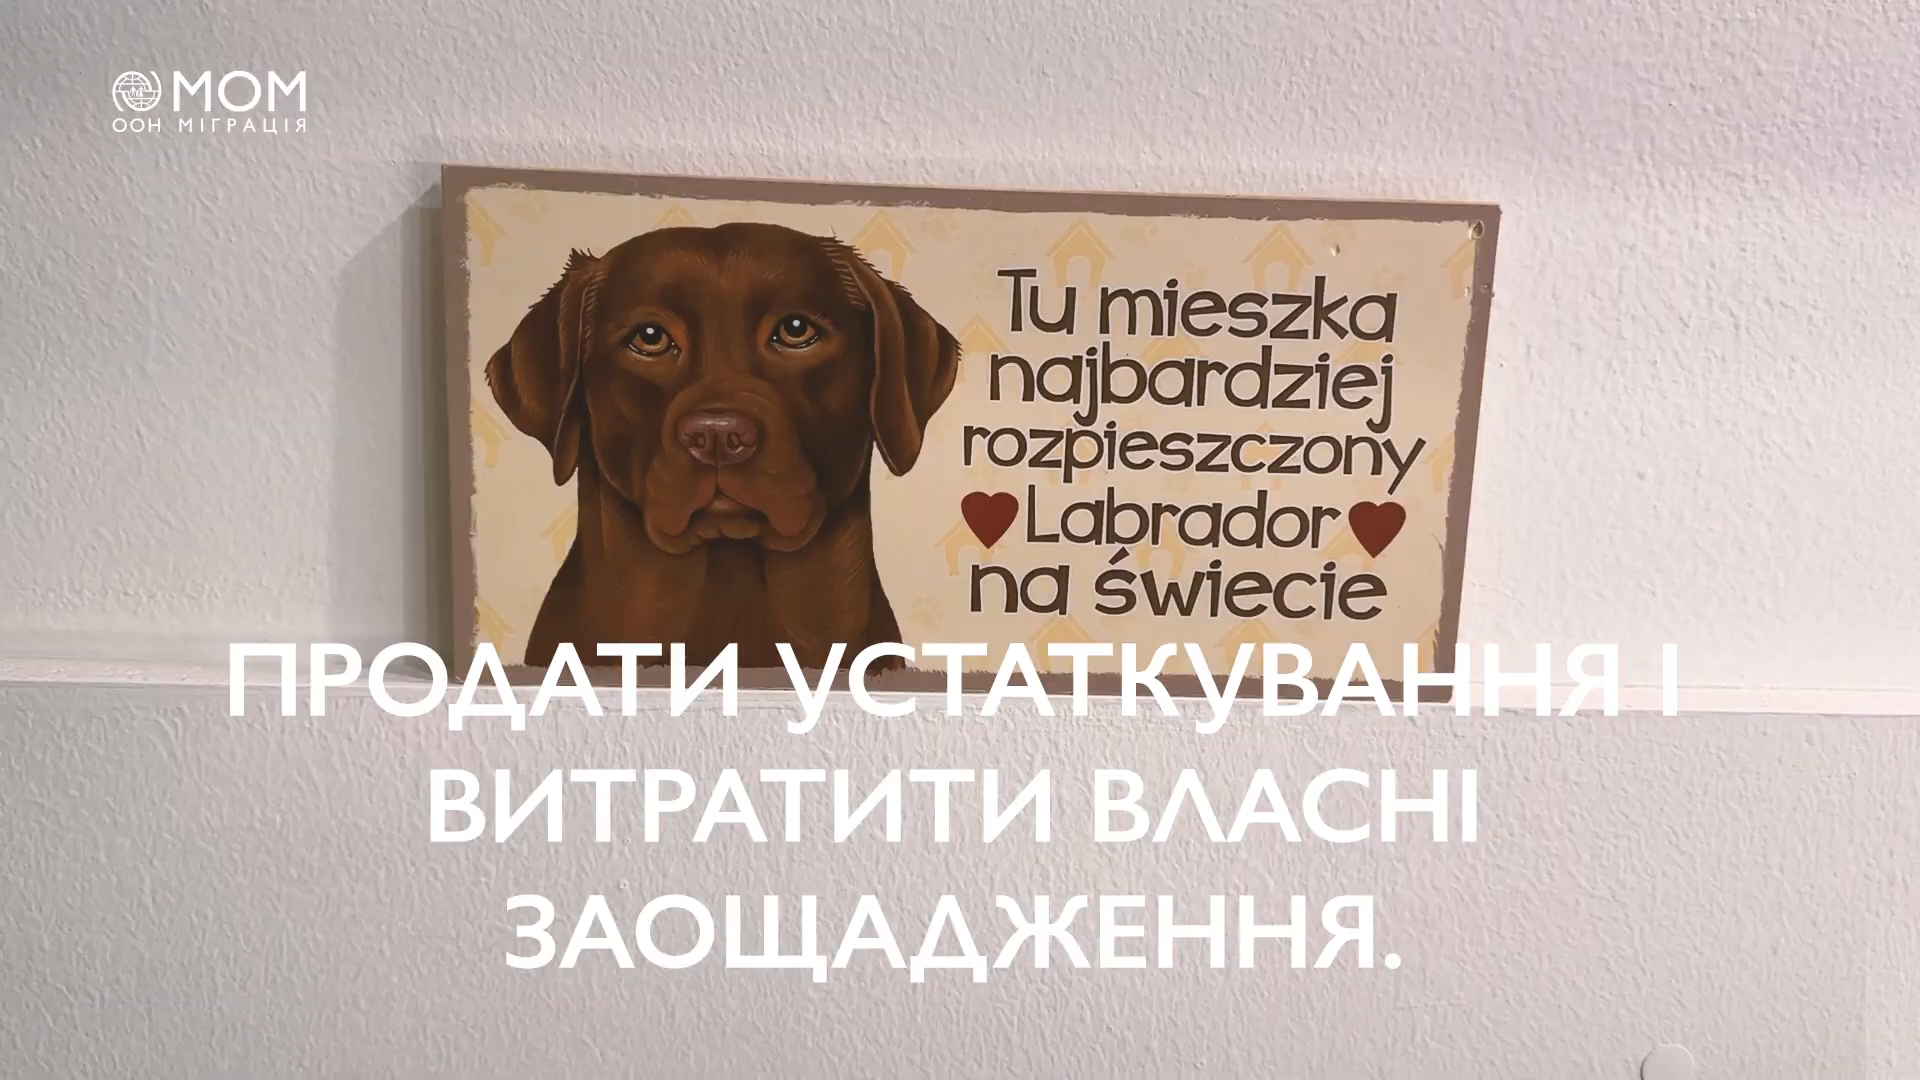 МОМ
ООН МІГРАЦІЯ
Tu mieszka
najbardziej
rozpieszczony
Labrador
na świecie
ПРОДАТИ УСТАТКУВАННЯ І
ВИТРАТИТИ ВЛАСНІ
ЗАОЩАДЖЕННЯ.